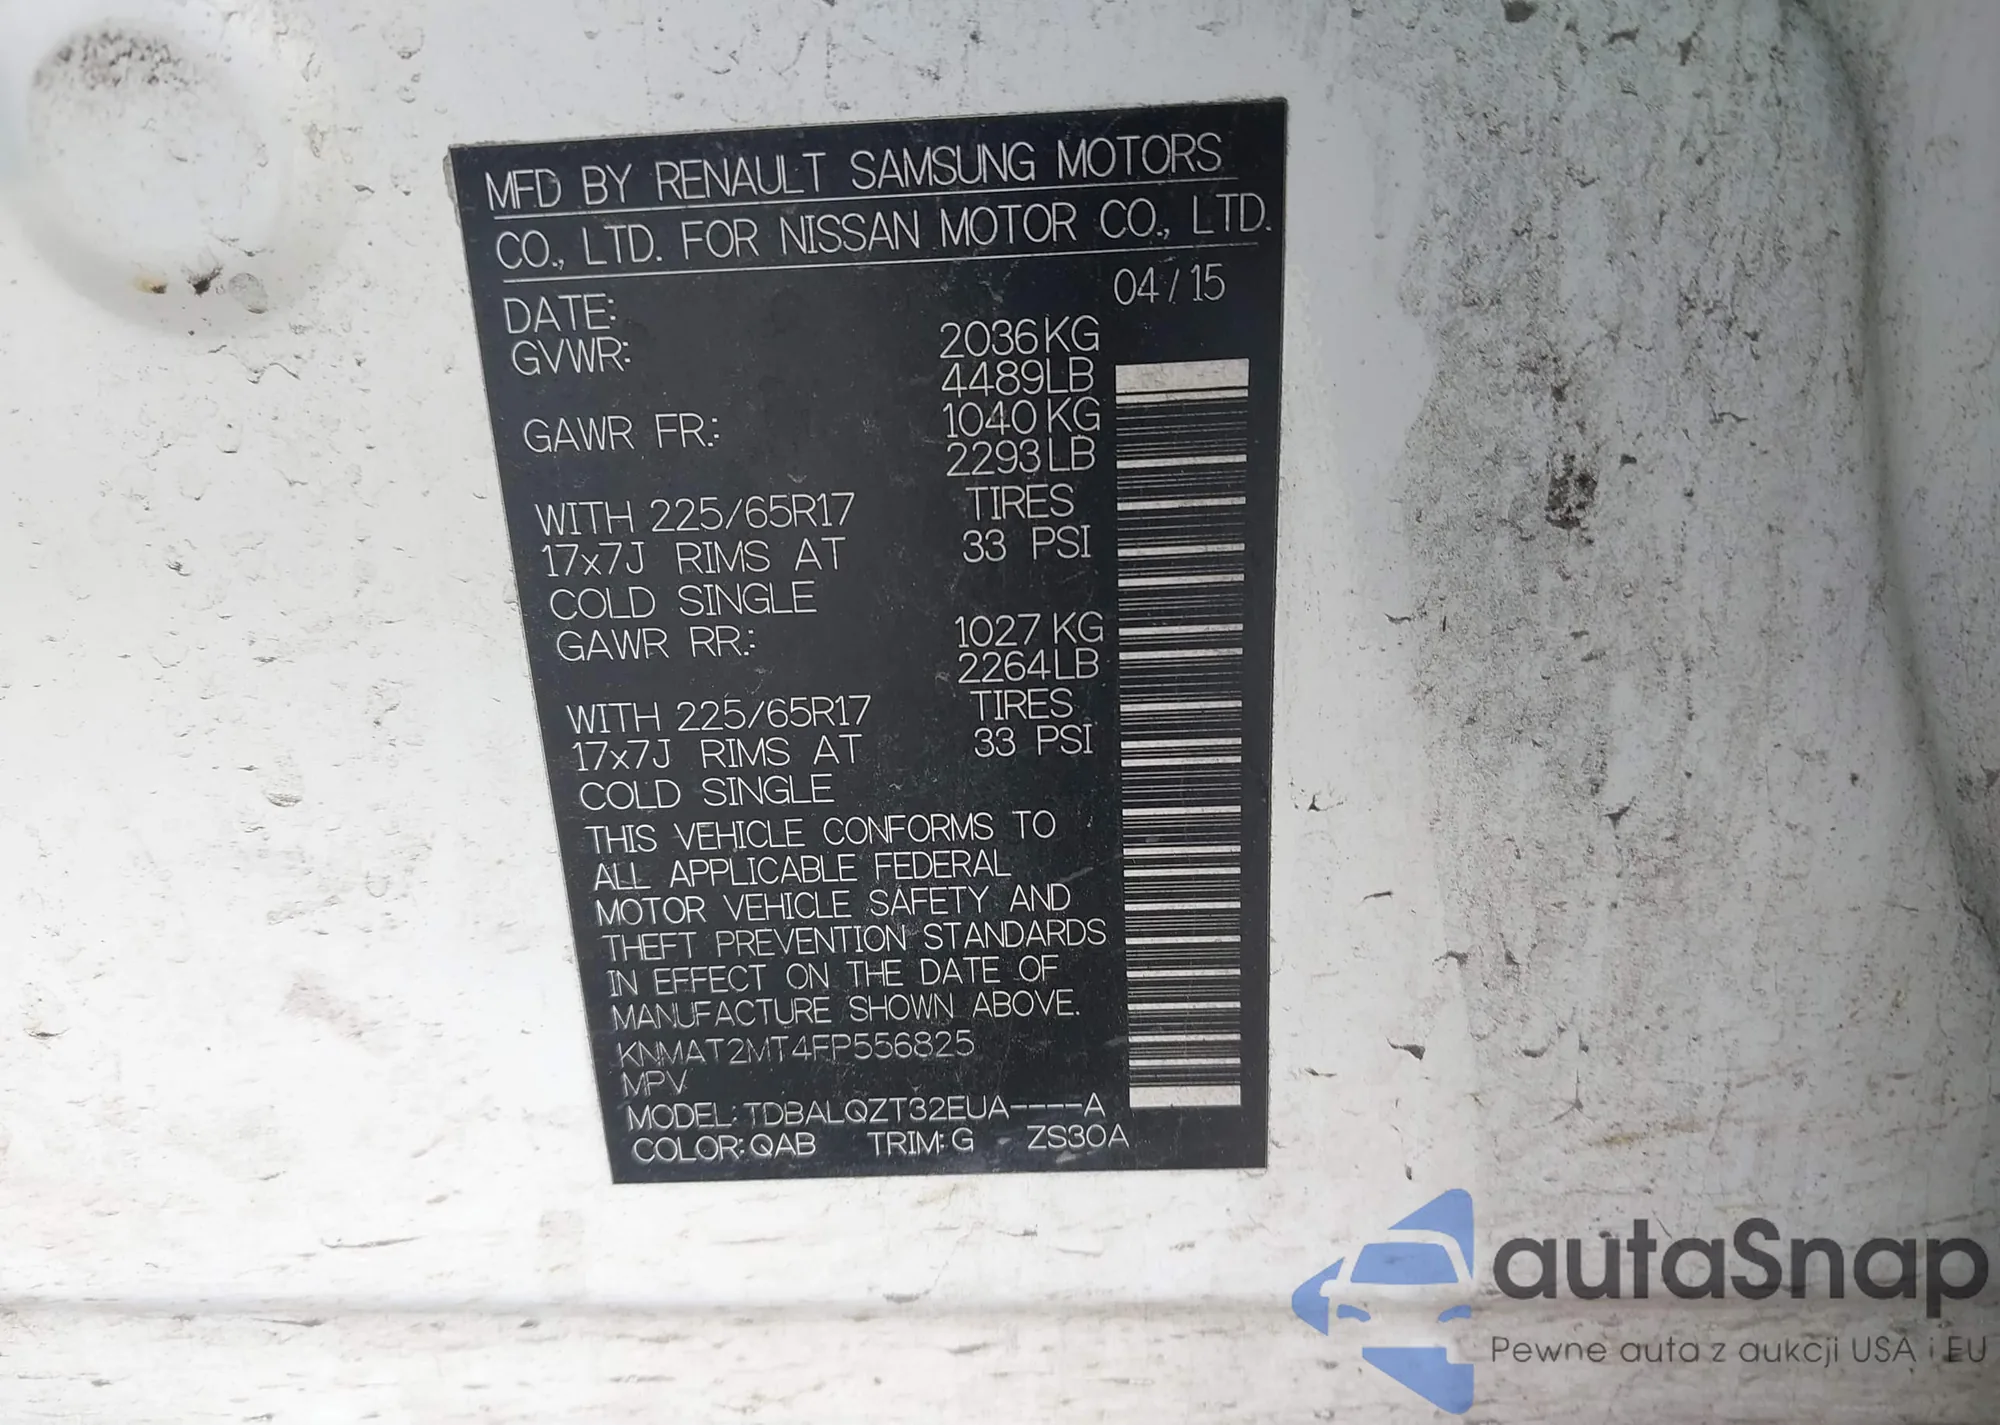 MFD BY RENAULT SAMSUNG MOTORS
CO., LTD. FOR NISSAN MOTOR CO., LTD.
DATE: 04/15
GVWR: 2036KG
4489LB
GAWR FR.: 1040KG
2293LB
WITH 225/65R17 TIRES
17x7J RIMS AT 33 PSI
COLD SINGLE
GAWR RR.: 1027KG
2264LB
WITH 225/65R17 TIRES
17x7J RIMS AT 33 PSI
COLD SINGLE
THIS VEHICLE CONFORMS TO
ALL APPLICABLE FEDERAL
MOTOR VEHICLE SAFETY AND
THEFT PREVENTION STANDARDS
IN EFFECT ON THE DATE OF
MANUFACTURE SHOWN ABOVE.
KNMAT2MT4FP556825
MPV
MODEL: TDBALQZT32EUA----A
COLOR: QAB TRIM: G ZS30A
autaSnap
Pewne auta z aukcji USA i EU